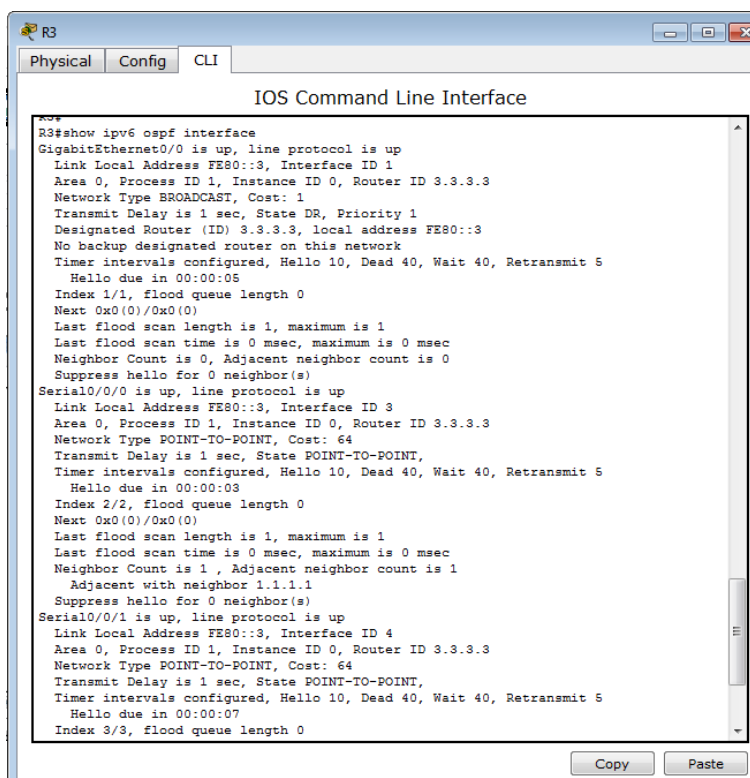 R3
Physical Config CLI
IOS Command Line Interface
R3#
R3#show ipv6 ospf interface
GigabitEthernet0/0 is up, line protocol is up
Link Local Address FE80::3, Interface ID 1
Area 0, Process ID 1, Instance ID 0, Router ID 3.3.3.3
Network Type BROADCAST, Cost: 1
Transmit Delay is 1 sec, State DR, Priority 1
Designated Router (ID) 3.3.3.3, local address FE80::3
No backup designated router on this network
Timer intervals configured, Hello 10, Dead 40, Wait 40, Retransmit 5
Hello due in 00:00:05
Index 1/1, flood queue length 0
Next 0x0(0)/0x0(0)
Last flood scan length is 1, maximum is 1
Last flood scan time is 0 msec, maximum is 0 msec
Neighbor Count is 0, Adjacent neighbor count is 0
Suppress hello for 0 neighbor(s)
Serial0/0/0 is up, line protocol is up
Link Local Address FE80::3, Interface ID 3
Area 0, Process ID 1, Instance ID 0, Router ID 3.3.3.3
Network Type POINT-TO-POINT, Cost: 64
Transmit Delay is 1 sec, State POINT-TO-POINT,
Timer intervals configured, Hello 10, Dead 40, Wait 40, Retransmit 5
Hello due in 00:00:03
Index 2/2, flood queue length 0
Next 0x0(0)/0x0(0)
Last flood scan length is 1, maximum is 1
Last flood scan time is 0 msec, maximum is 0 msec
Neighbor Count is 1 , Adjacent neighbor count is 1
Adjacent with neighbor 1.1.1.1
Suppress hello for 0 neighbor(s)
Serial0/0/1 is up, line protocol is up
Link Local Address FE80::3, Interface ID 4
Area 0, Process ID 1, Instance ID 0, Router ID 3.3.3.3
Network Type POINT-TO-POINT, Cost: 64
Transmit Delay is 1 sec, State POINT-TO-POINT,
Timer intervals configured, Hello 10, Dead 40, Wait 40, Retransmit 5
Hello due in 00:00:07
Index 3/3, flood queue length 0
Copy Paste